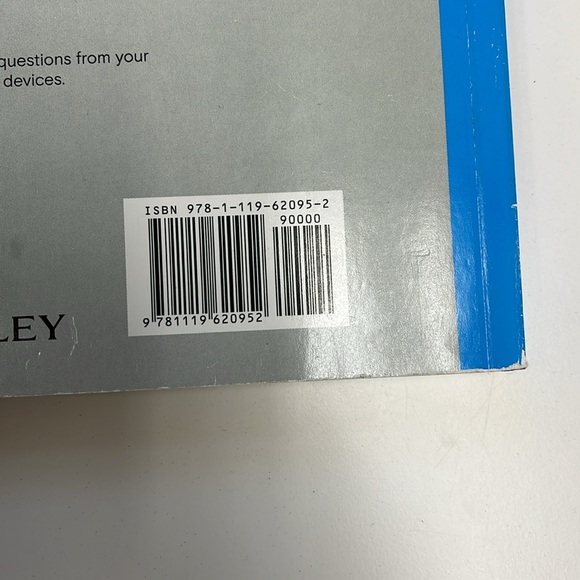 questions from your
devices.
ISBN 978-1-119-62095-2
90000
9 781119 620952
LEY